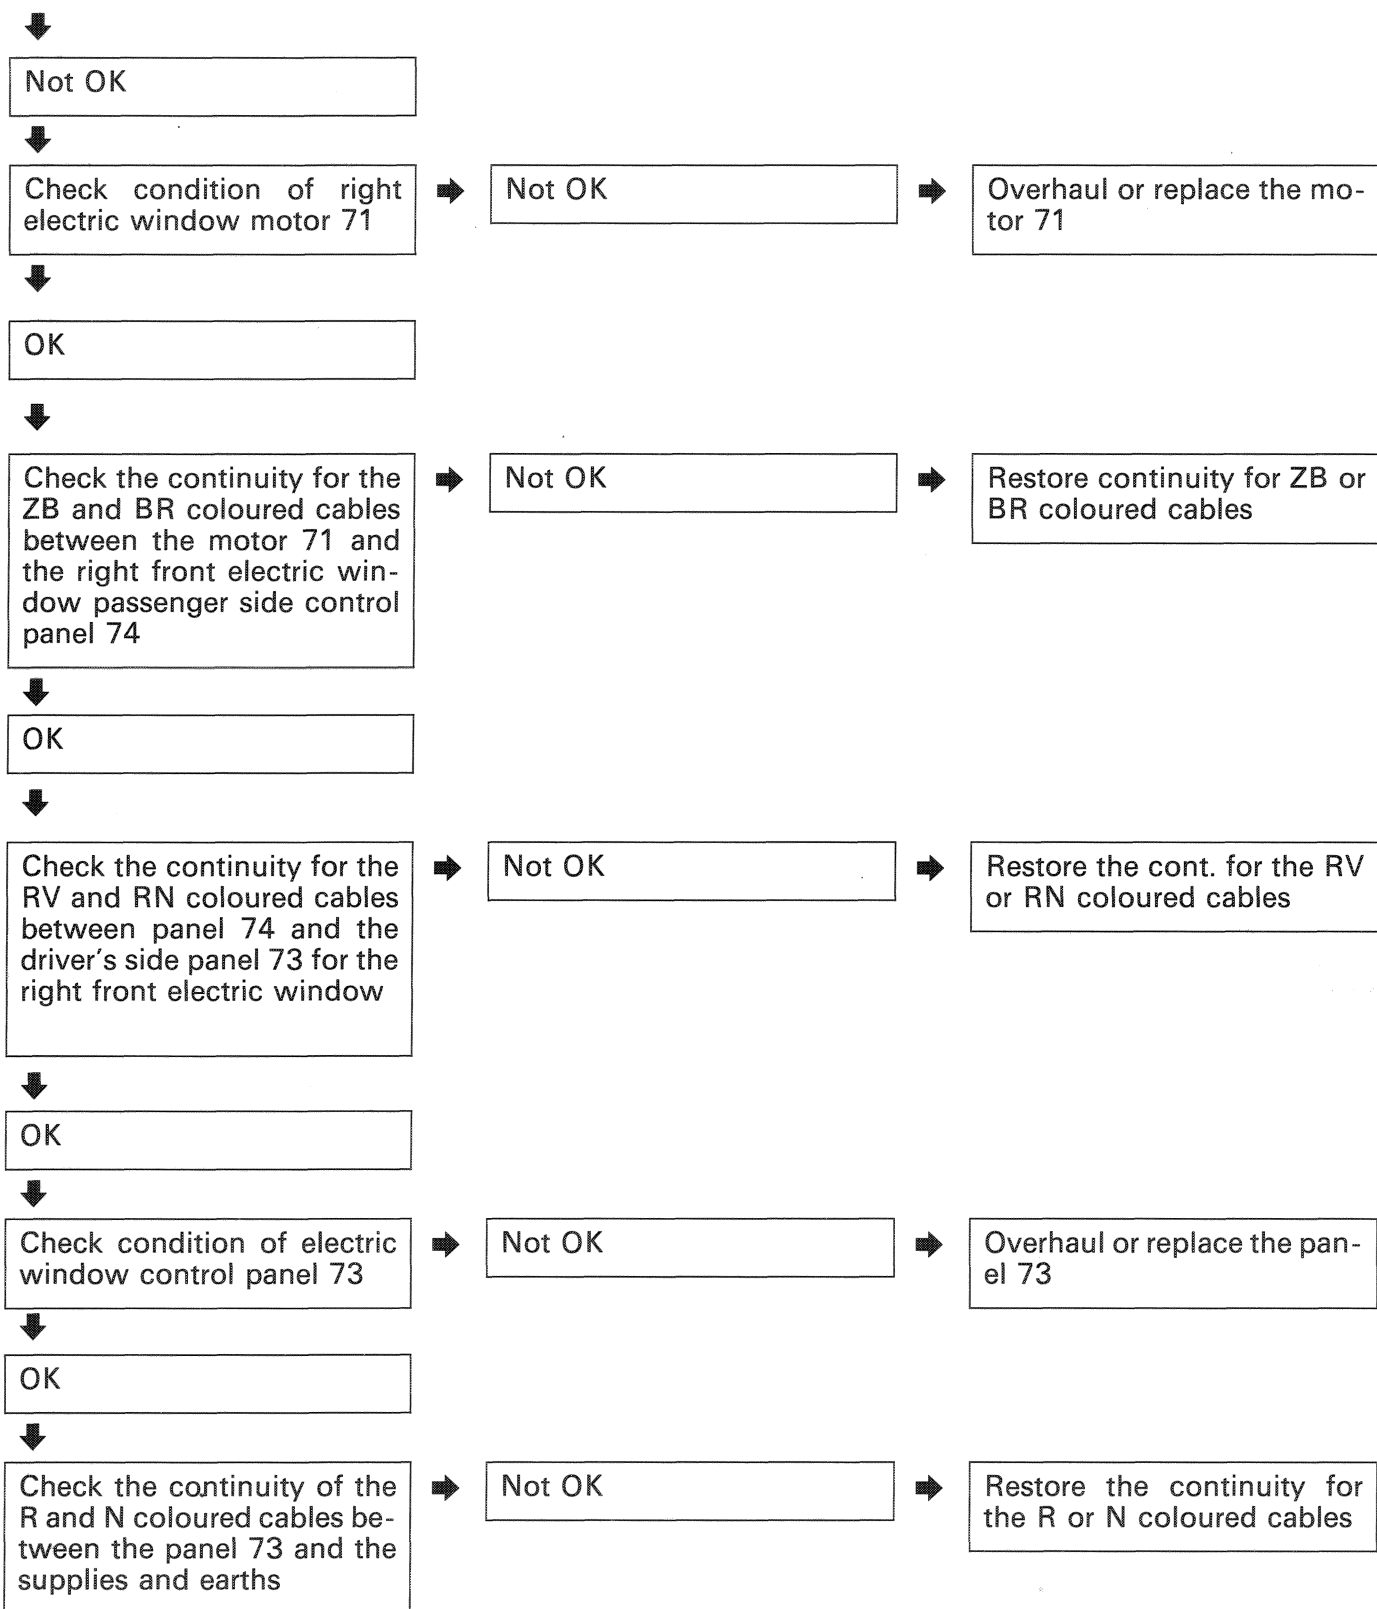 Not OK
Check condition of right
electric window motor 71
Not OK
Overhaul or replace the mo-
tor 71
OK
Check the continuity for the
ZB and BR coloured cables
between the motor 71 and
the right front electric win-
dow passenger side control
panel 74
Not OK
Restore continuity for ZB or
BR coloured cables
OK
Check the continuity for the
RV and RN coloured cables
between panel 74 and the
driver's side panel 73 for the
right front electric window
Not OK
Restore the cont. for the RV
or RN coloured cables
OK
Check condition of electric
window control panel 73
Not OK
Overhaul or replace the pan-
el 73
OK
Check the continuity of the
R and N coloured cables be-
tween the panel 73 and the
supplies and earths
Not OK
Restore the continuity for
the R or N coloured cables